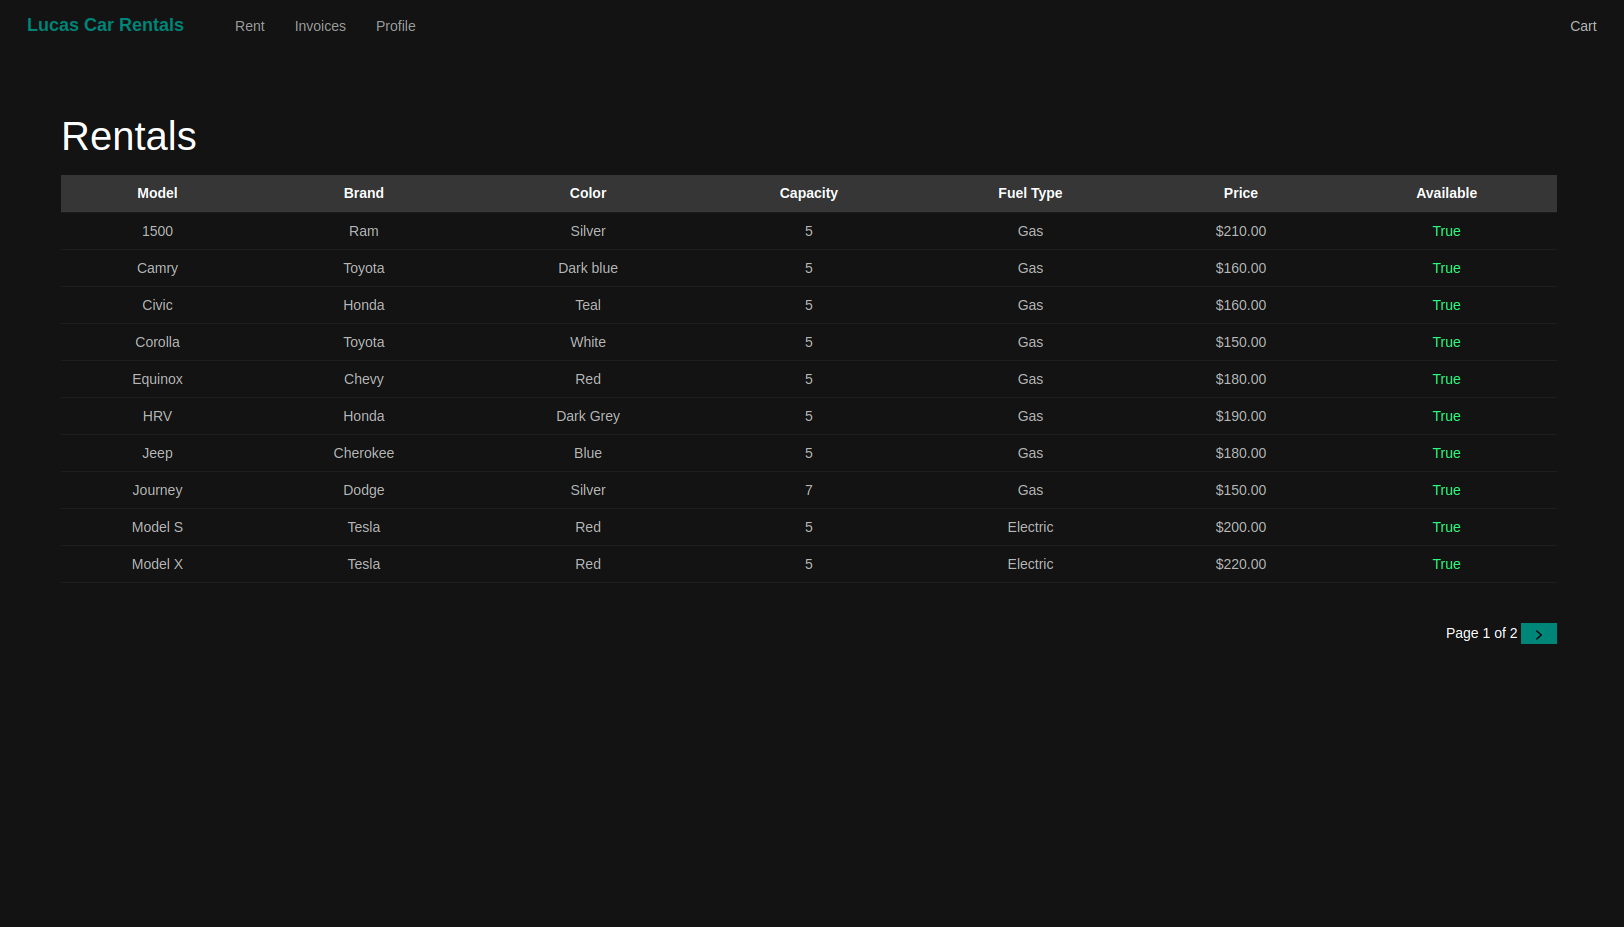 Lucas Car Rentals Rent Invoices Profile Cart
Rentals
Model Brand Color Capacity Fuel Type Price Available
1500 Ram Silver 5 Gas $210.00 True
Camry Toyota Dark blue 5 Gas $160.00 True
Civic Honda Teal 5 Gas $160.00 True
Corolla Toyota White 5 Gas $150.00 True
Equinox Chevy Red 5 Gas $180.00 True
HRV Honda Dark Grey 5 Gas $190.00 True
Jeep Cherokee Blue 5 Gas $180.00 True
Journey Dodge Silver 7 Gas $150.00 True
Model S Tesla Red 5 Electric $200.00 True
Model X Tesla Red 5 Electric $220.00 True
Page 1 of 2 >